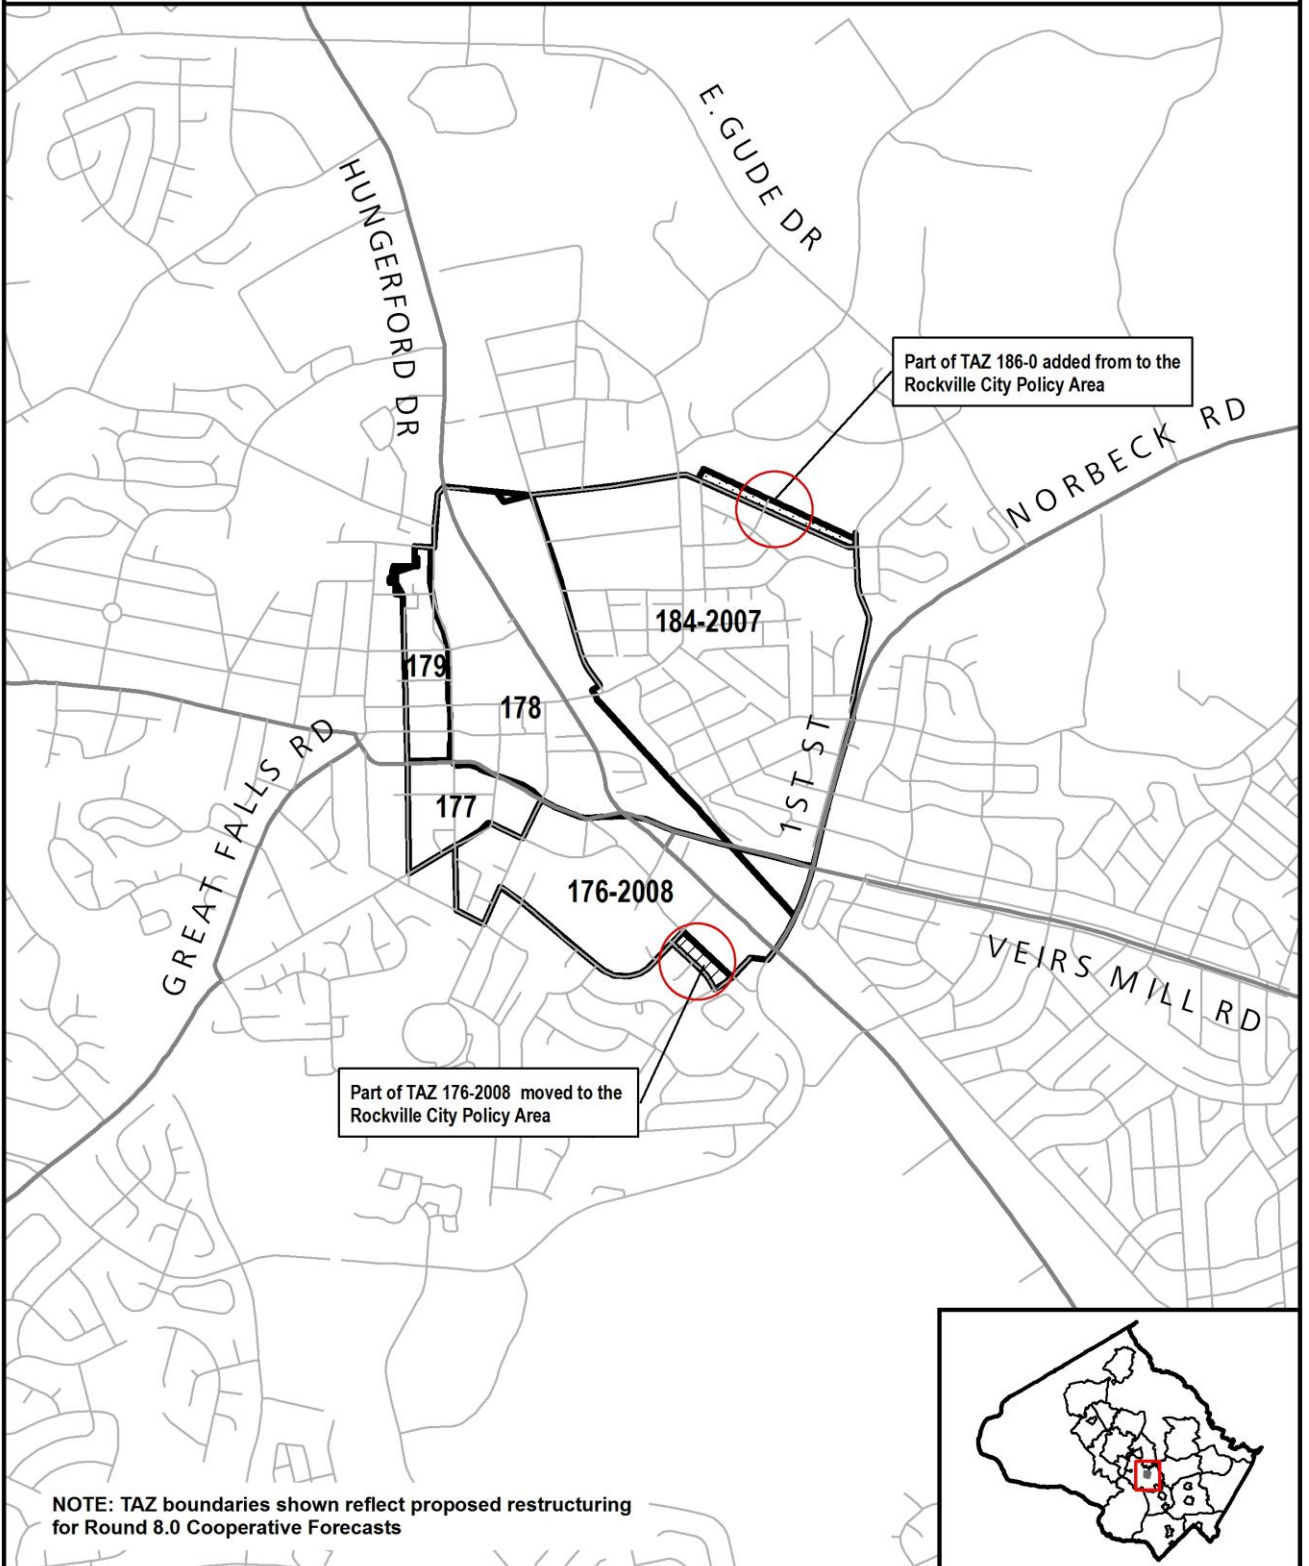 E. GUDE DR
HUNGERFORD DR
Part of TAZ 186-0 added from to the
Rockville City Policy Area
NORBECK RD
184-2007
179
178
GREAT FALLS RD
1ST ST
177
176-2008
VEIRS MILL RD
Part of TAZ 176-2008 moved to the
Rockville City Policy Area
NOTE: TAZ boundaries shown reflect proposed restructuring
for Round 8.0 Cooperative Forecasts